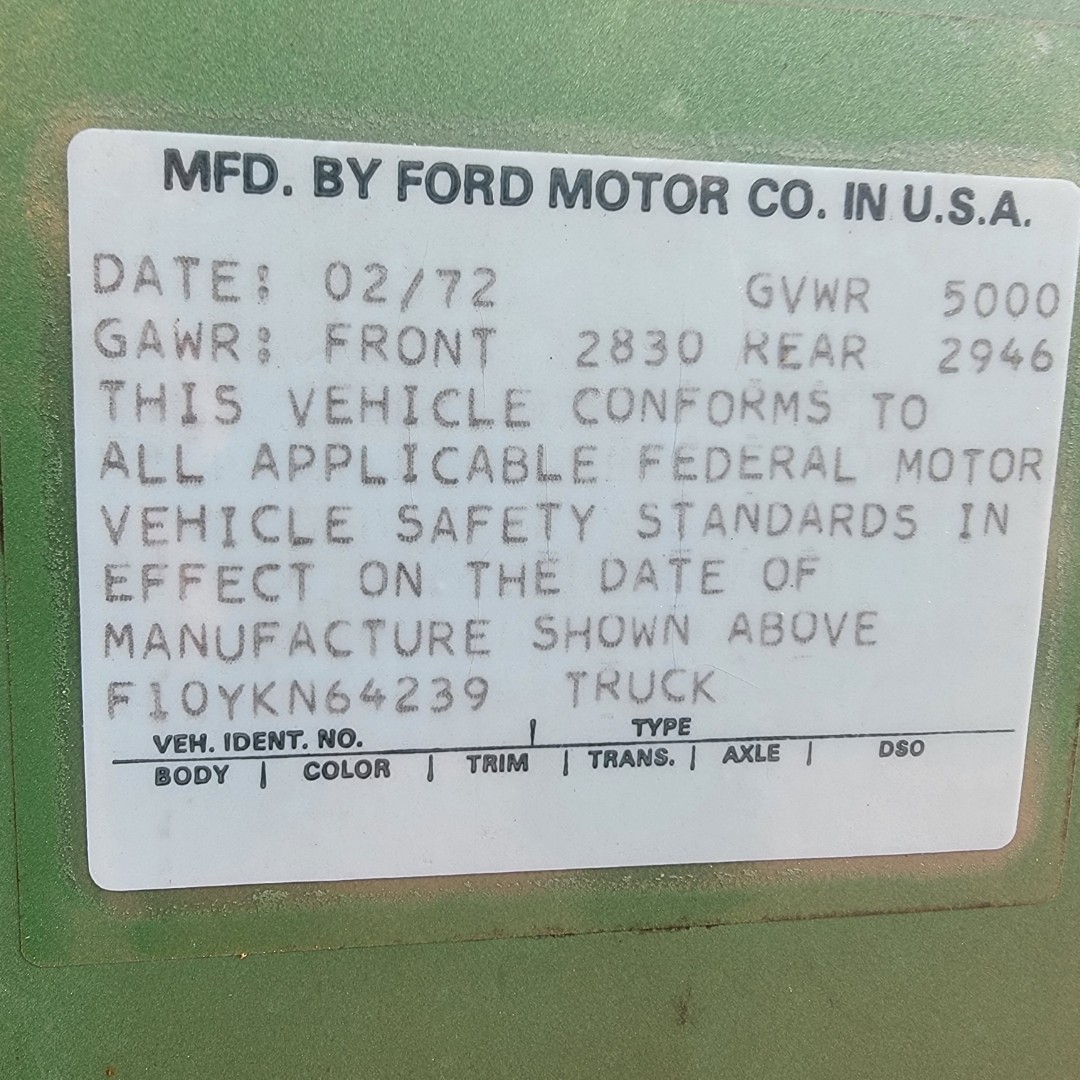 MFD. BY FORD MOTOR CO. IN U.S.A.
DATE: 02/72 GVWR 5000
GAWR: FRONT 2830 REAR 2946
THIS VEHICLE CONFORMS TO
ALL APPLICABLE FEDERAL MOTOR
VEHICLE SAFETY STANDARDS IN
EFFECT ON THE DATE OF
MANUFACTURE SHOWN ABOVE
F10YKN64239 TRUCK
VEH. IDENT. NO. | TYPE
BODY | COLOR | TRIM | TRANS. | AXLE | DSO